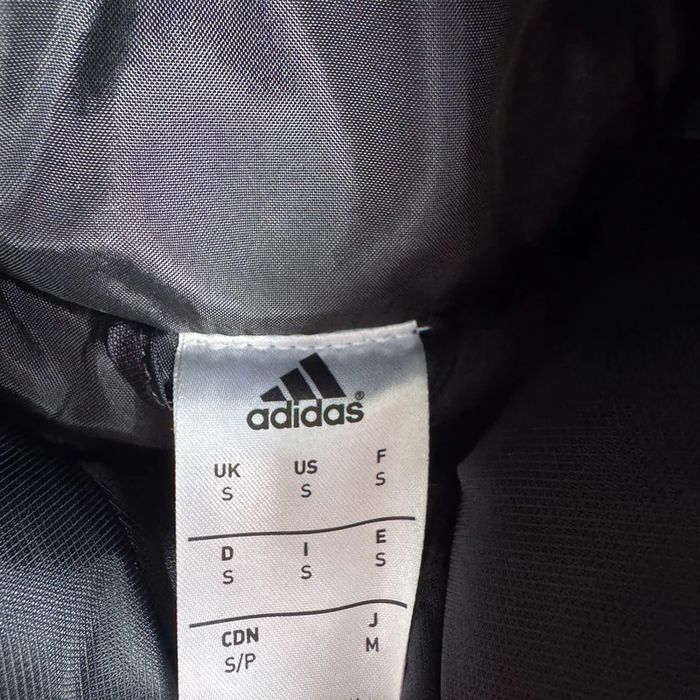 adidas®
UK US F
S S S
D I E
S S S
CDN J
S/P M